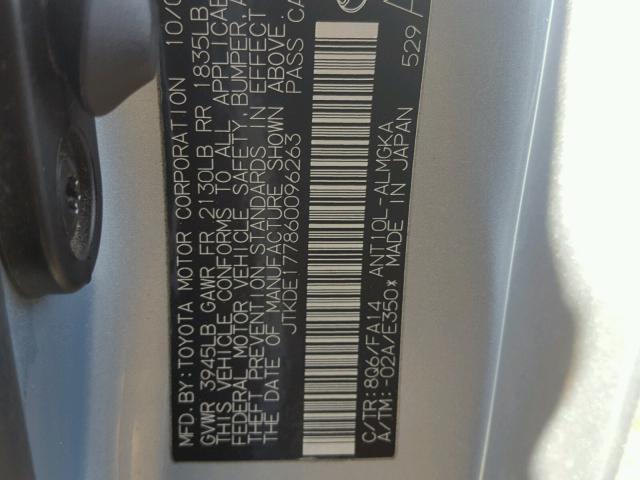 MFD.BY:TOYOTA MOTOR CORPORATION 10/0
GVWR 3945LB GAWR FR 2130LB RR 1835LB
THIS VEHICLE CONFORMS TO ALL APPLICAB
FEDERAL MOTOR VEHICLE SAFETY,BUMPER,A
THEFT PREVENTION STANDARDS IN EFFECT
THE DATE OF MANUFACTURE SHOWN ABOVE.
JTKDE177860096263 PASS CA
C/TR:8Q6/FA14 ANT10L-ALMGKA 529
A/TM:-02A/E350* MADE IN JAPAN